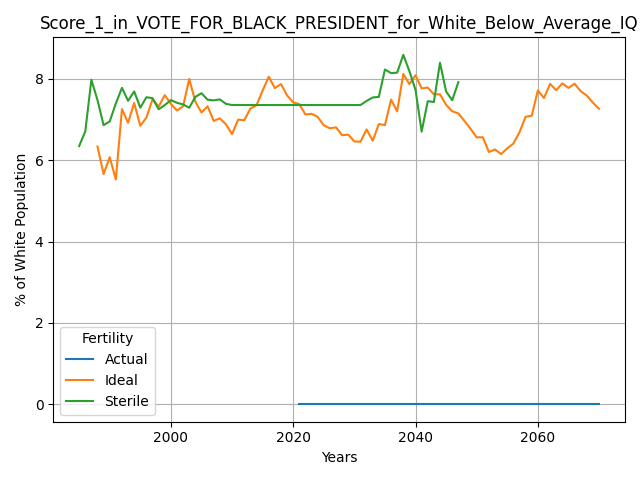 Score_1_in_VOTE_FOR_BLACK_PRESIDENT_for_White_Below_Average_IQ
% of White Population
8
6
4
2
0
Fertility
Actual
Ideal
Sterile
2000 2020 2040 2060
Years